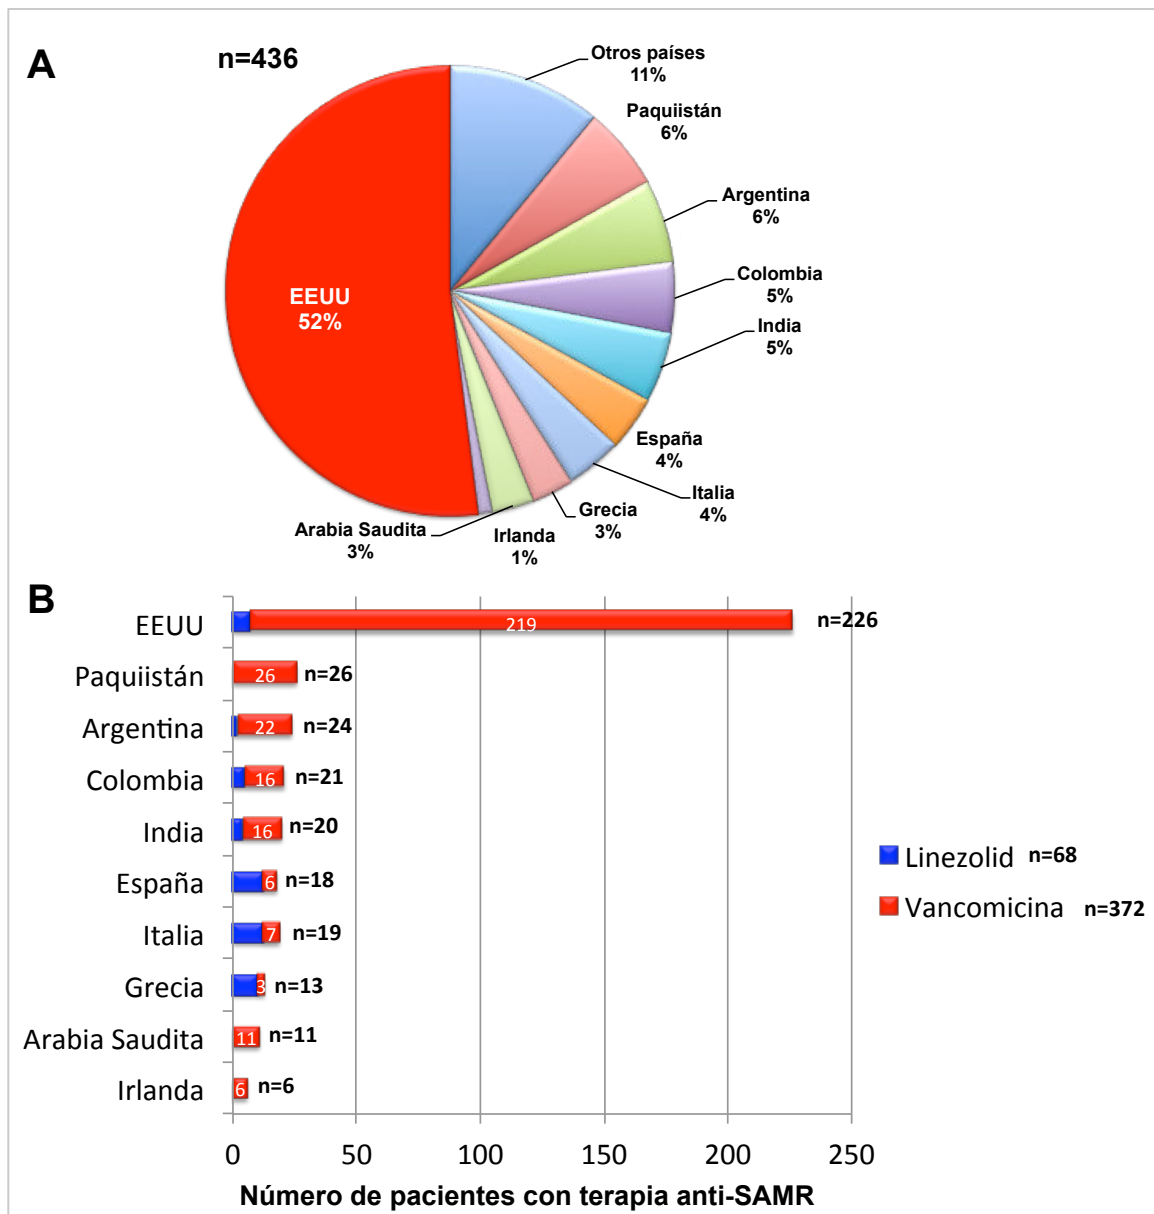 A
n=436
Otros países
11%
Paquiistán
6%
Argentina
6%
Colombia
5%
India
5%
España
4%
Italia
4%
Grecia
3%
Irlanda
1%
Arabia Saudita
3%
EEUU
52%
B
EEUU
219
n=226
Paquiistán
26
n=26
Argentina
22
n=24
Colombia
16
n=21
India
16
n=20
España
6
n=18
Italia
7
n=19
Grecia
3
n=13
Arabia Saudita
11
n=11
Irlanda
6
n=6
Linezolid n=68
Vancomicina n=372
0 50 100 150 200 250
Número de pacientes con terapia anti-SAMR